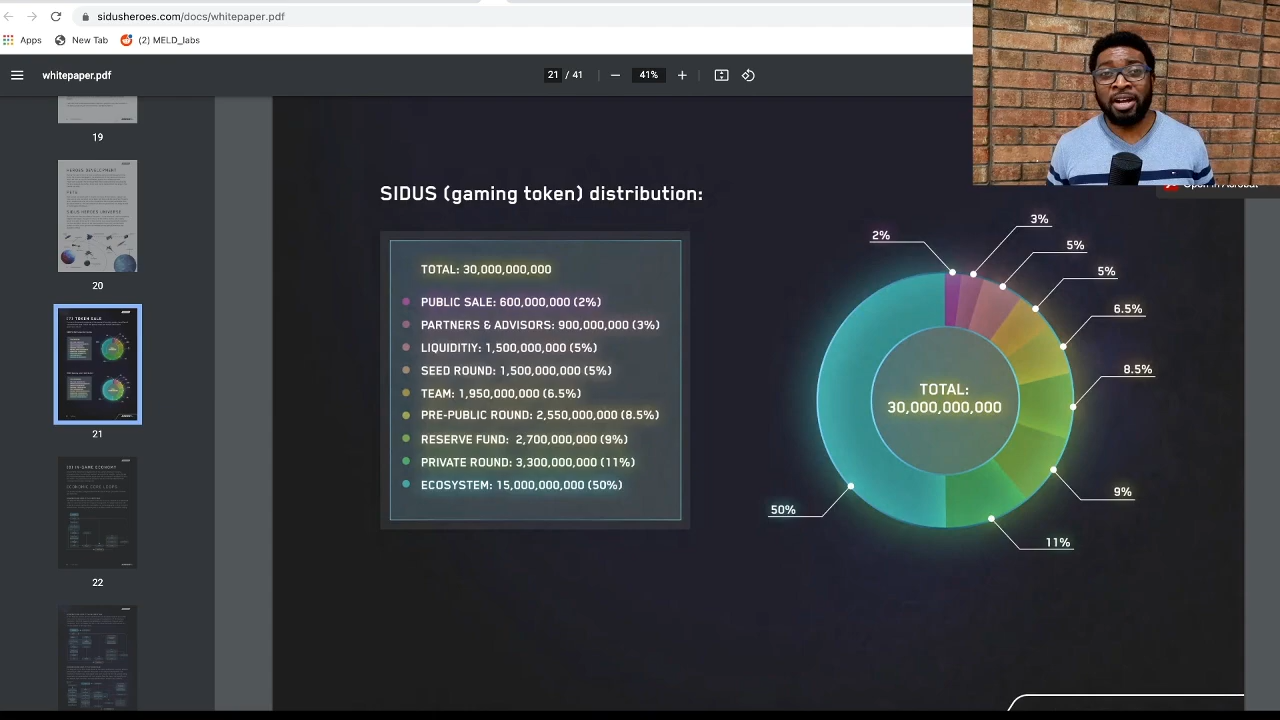 sidusheroes.com/docs/whitepaper.pdf
Apps
New Tab
(2) MELD_labs
whitepaper.pdf
21 / 41
41%
19
20
21
22
SIDUS (gaming token) distribution:
TOTAL: 30,000,000,000
PUBLIC SALE: 600,000,000 (2%)
PARTNERS & ADVISORS: 900,000,000 (3%)
LIQUIDITIY: 1,500,000,000 (5%)
SEED ROUND: 1,500,000,000 (5%)
TEAM: 1,950,000,000 (6.5%)
PRE-PUBLIC ROUND: 2,550,000,000 (8.5%)
RESERVE FUND: 2,700,000,000 (9%)
PRIVATE ROUND: 3,300,000,000 (11%)
ECOSYSTEM: 15,000,000,000 (50%)
2%
3%
5%
5%
6.5%
8.5%
9%
11%
50%
TOTAL:
30,000,000,000
Open in Acrobat